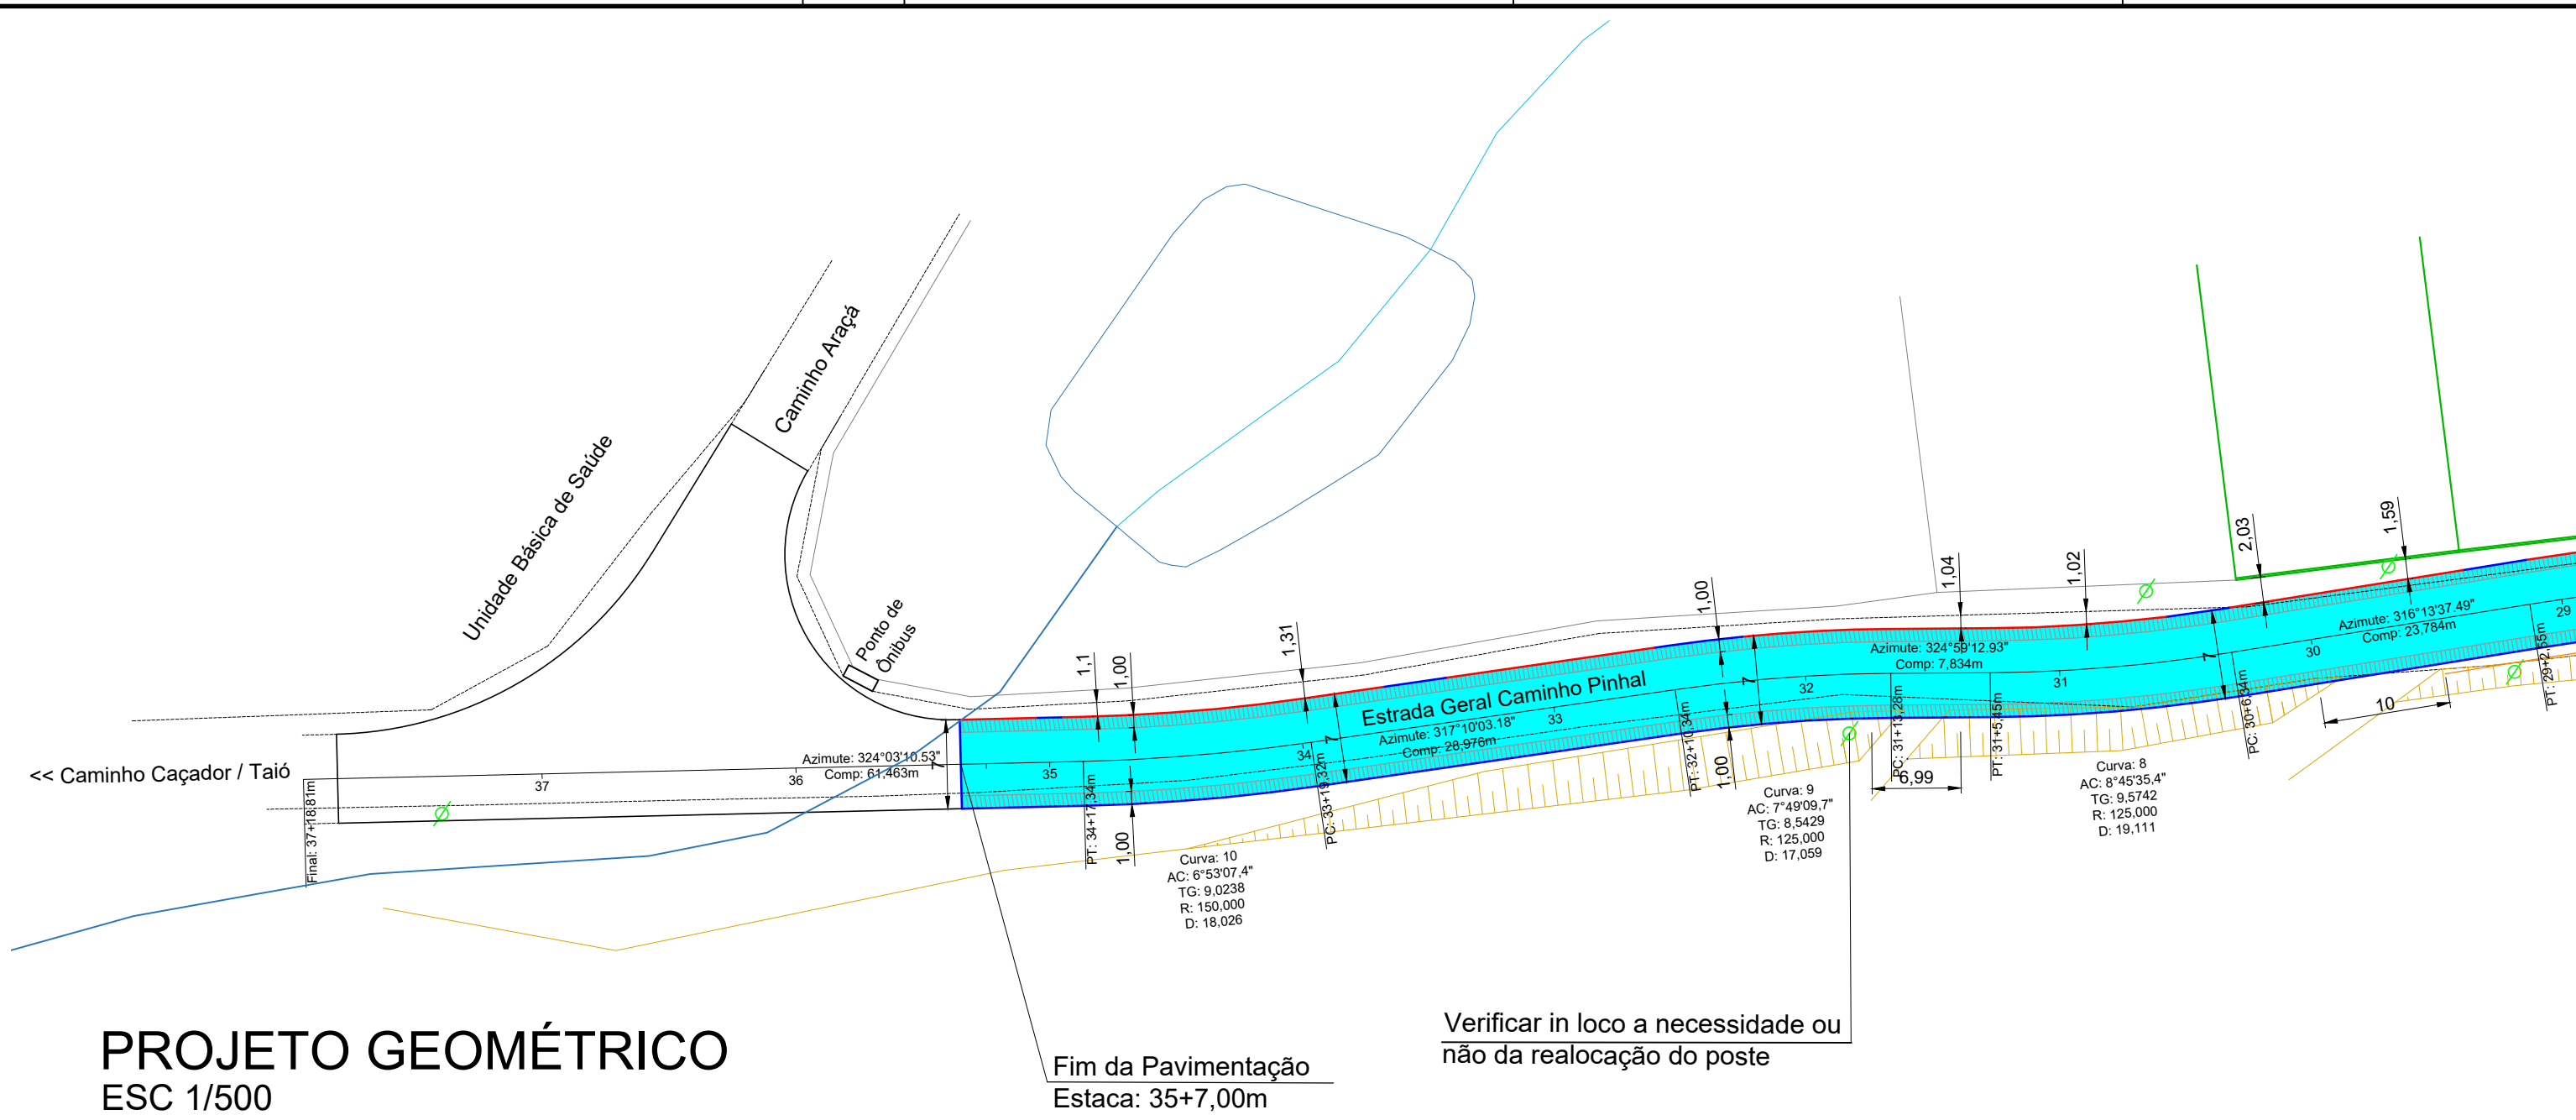 Caminho Araçá
Unidade Básica de Saúde
Ponto de
Ônibus
<< Caminho Caçador / Taió
Final: 37+18.81m
37
36
Azimute: 324°03'10.53"
Comp: 61,463m
7
35
PT: 34+17,34m
1,1
1,00
1,00
Curva: 10
AC: 6°53'07,4"
TG: 9,0238
R: 150,000
D: 18,026
1,31
34
PC: 33+19,32m
7
Estrada Geral Caminho Pinhal
Azimute: 317°10'03.18"
Comp: 28,976m
33
PT: 32+10,34m
1,00
1,00
7
32
Curva: 9
AC: 7°49'09,7"
TG: 8,5429
R: 125,000
D: 17,059
Azimute: 324°59'12.93"
Comp: 7,834m
PC: 31+13,28m
6,99
1,04
PT: 31+5,45m
31
1,02
Curva: 8
AC: 8°45'35,4"
TG: 9,5742
R: 125,000
D: 19,111
7
PC: 30+6,34m
2,03
30
1,59
Azimute: 316°13'37.49"
Comp: 23,784m
10
PT: 29+2,55m
29
Verificar in loco a necessidade ou
não da realocação do poste
Fim da Pavimentação
Estaca: 35+7,00m
PROJETO GEOMÉTRICO
ESC 1/500